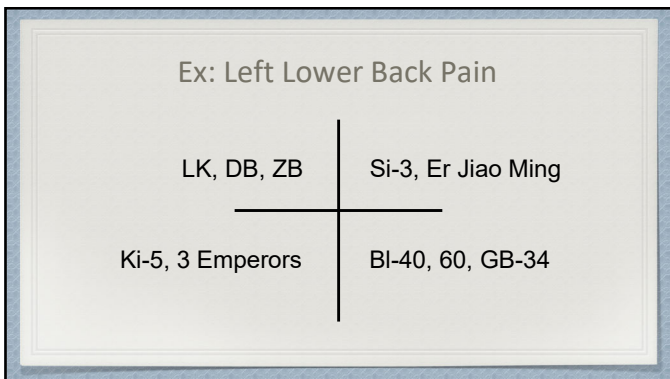 Ex: Left Lower Back Pain
LK, DB, ZB Si-3, Er Jiao Ming
Ki-5, 3 Emperors Bl-40, 60, GB-34